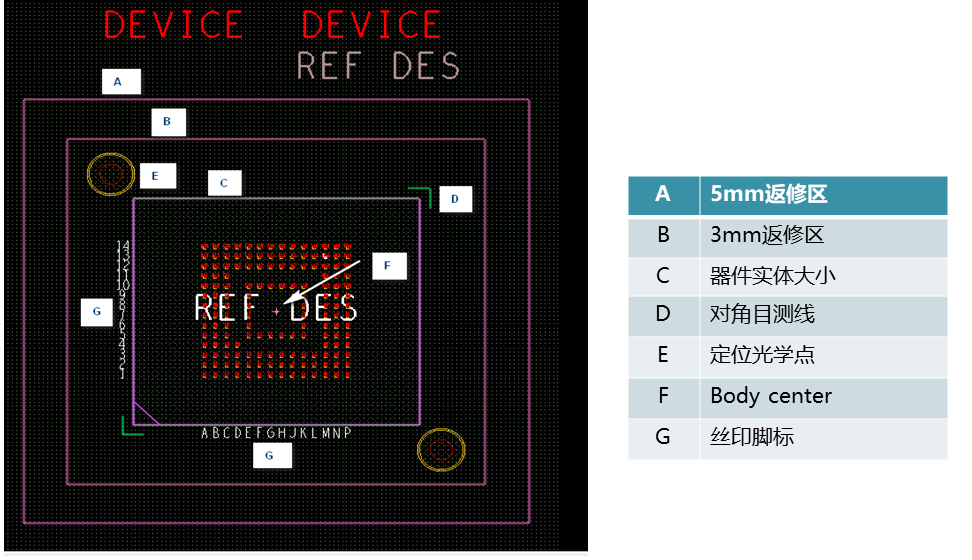 DEVICE DEVICE
REF DES
A
B
E
C
D
14
13
12
11
10
9
8
7
6
5
4
3
2
1
F
G
REF DES
ABCDEFGHJKLMNP
G
A 5mm返修区
B 3mm返修区
C 器件实体大小
D 对角目测线
E 定位光学点
F Body center
G 丝印脚标